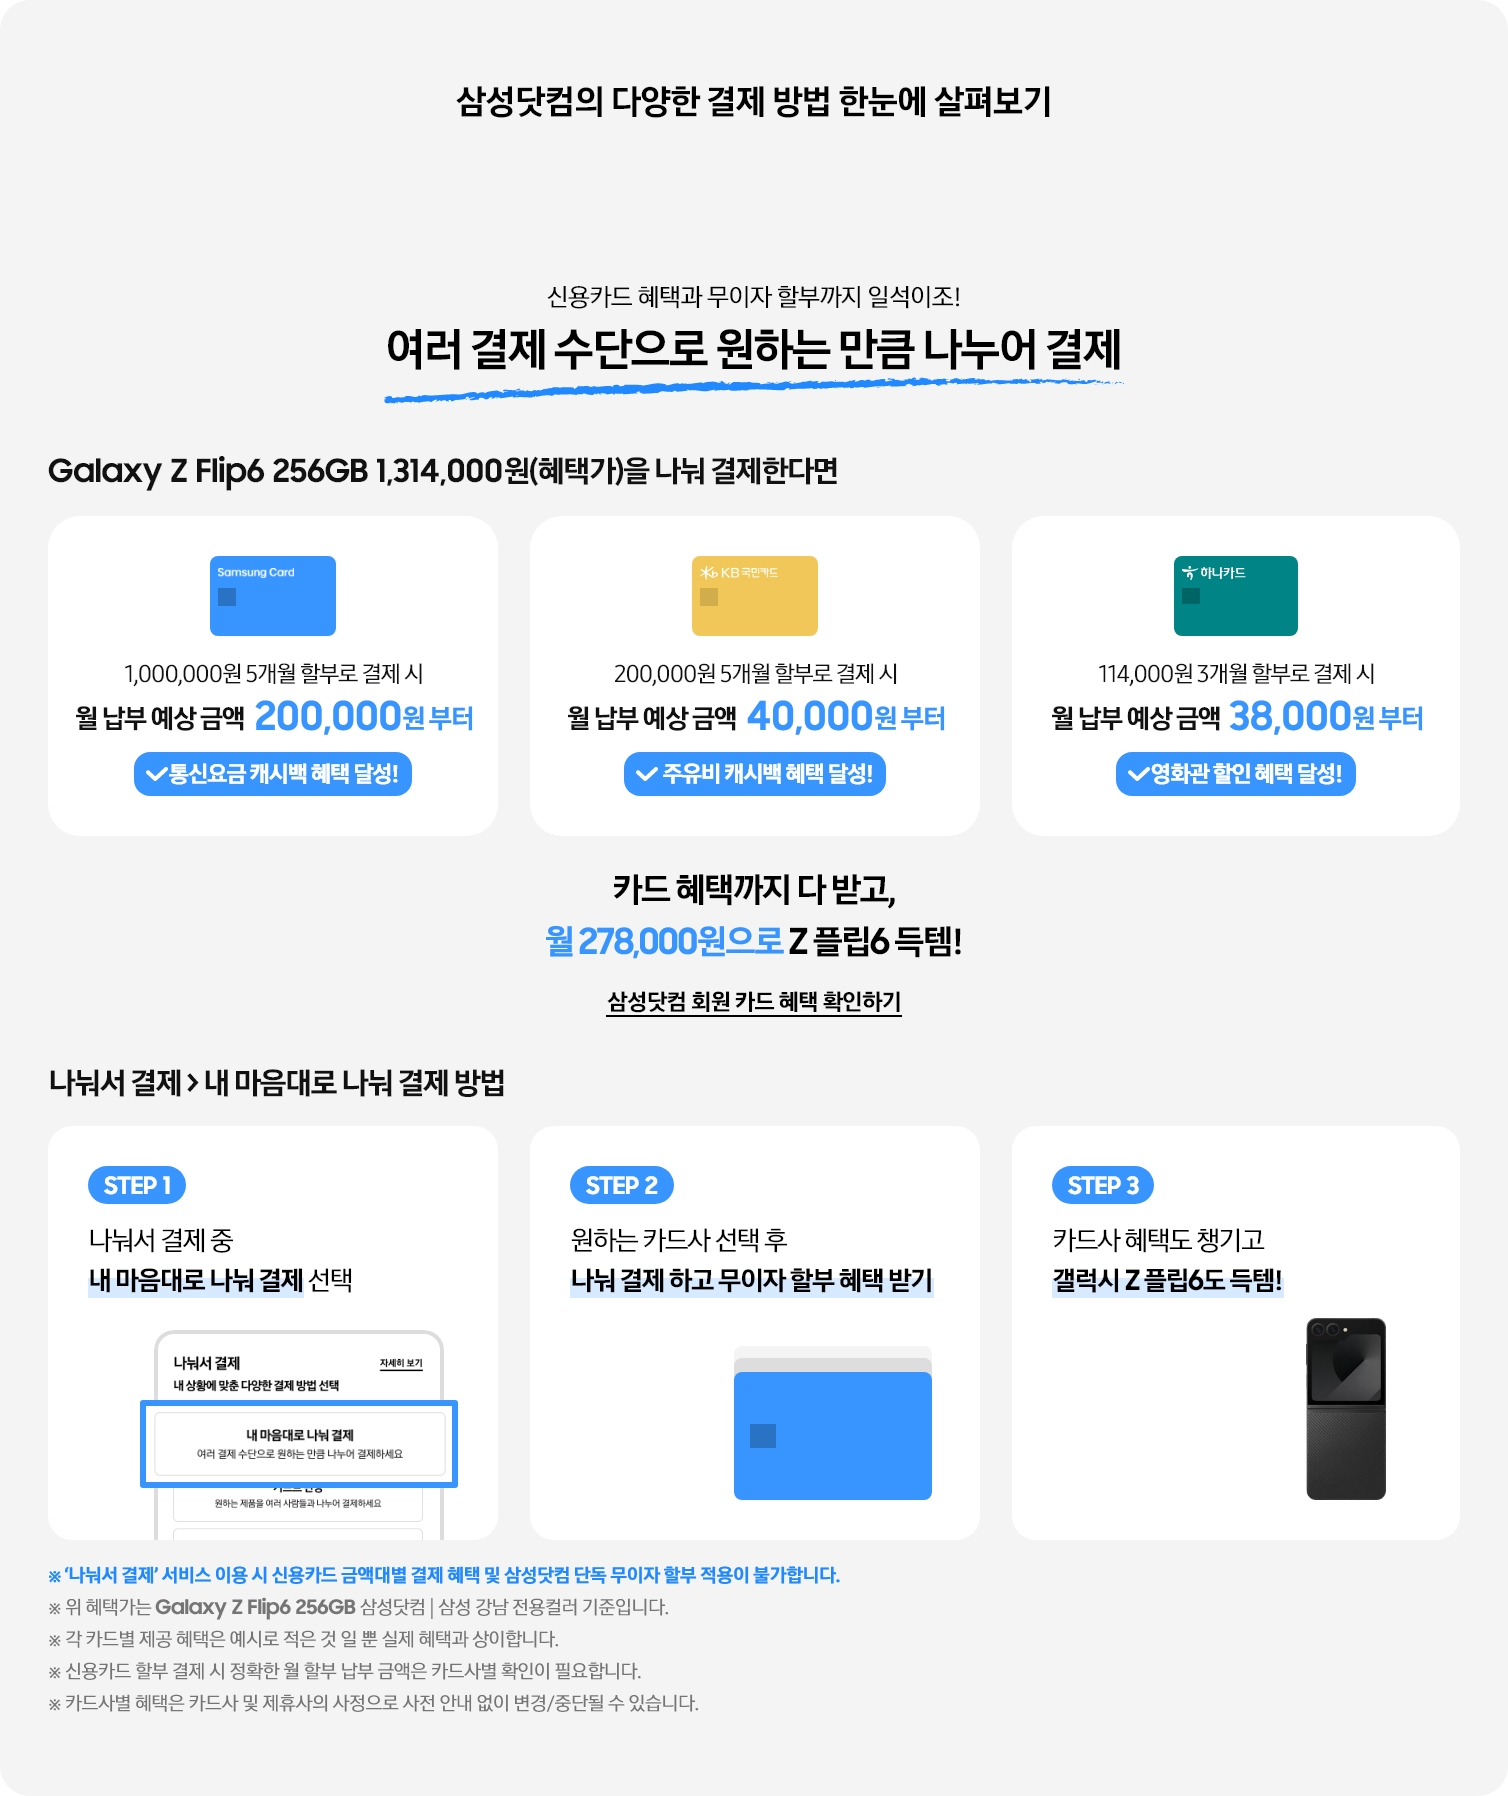 삼성닷컴의 다양한 결제 방법 한눈에 살펴보기
신용카드 혜택과 무이자 할부까지 일석이조!
여러 결제 수단으로 원하는 만큼 나누어 결제
Galaxy Z Flip6 256GB 1,314,000원(혜택가)을 나눠 결제한다면
Samsung Card
1,000,000원 5개월 할부로 결제 시
월 납부 예상 금액 200,000원 부터
통신요금 캐시백 혜택 달성!
KB국민카드
200,000원 5개월 할부로 결제 시
월 납부 예상 금액 40,000원 부터
주유비 캐시백 혜택 달성!
하나카드
114,000원 3개월 할부로 결제 시
월 납부 예상 금액 38,000원 부터
영화관 할인 혜택 달성!
카드 혜택까지 다 받고,
월 278,000원으로 Z 플립6 득템!
삼성닷컴 회원 카드 혜택 확인하기
나눠서 결제 > 내 마음대로 나눠 결제 방법
STEP 1
나눠서 결제 중
내 마음대로 나눠 결제 선택
나눠서 결제
자세히 보기
내 상황에 맞춘 다양한 결제 방법 선택
내 마음대로 나눠 결제
여러 결제 수단으로 원하는 만큼 나누어 결제하세요
원하는 제품을 여러 사람들과 나누어 결제하세요
STEP 2
원하는 카드사 선택 후
나눠 결제 하고 무이자 할부 혜택 받기
STEP 3
카드사 혜택도 챙기고
갤럭시 Z 플립6도 득템!
※ ‘나눠서 결제’ 서비스 이용 시 신용카드 금액대별 결제 혜택 및 삼성닷컴 단독 무이자 할부 적용이 불가합니다.
※ 위 혜택가는 Galaxy Z Flip6 256GB 삼성닷컴 | 삼성 강남 전용컬러 기준입니다.
※ 각 카드별 제공 혜택은 예시로 적은 것 일 뿐 실제 혜택과 상이합니다.
※ 신용카드 할부 결제 시 정확한 월 할부 납부 금액은 카드사별 확인이 필요합니다.
※ 카드사별 혜택은 카드사 및 제휴사의 사정으로 사전 안내 없이 변경/중단될 수 있습니다.